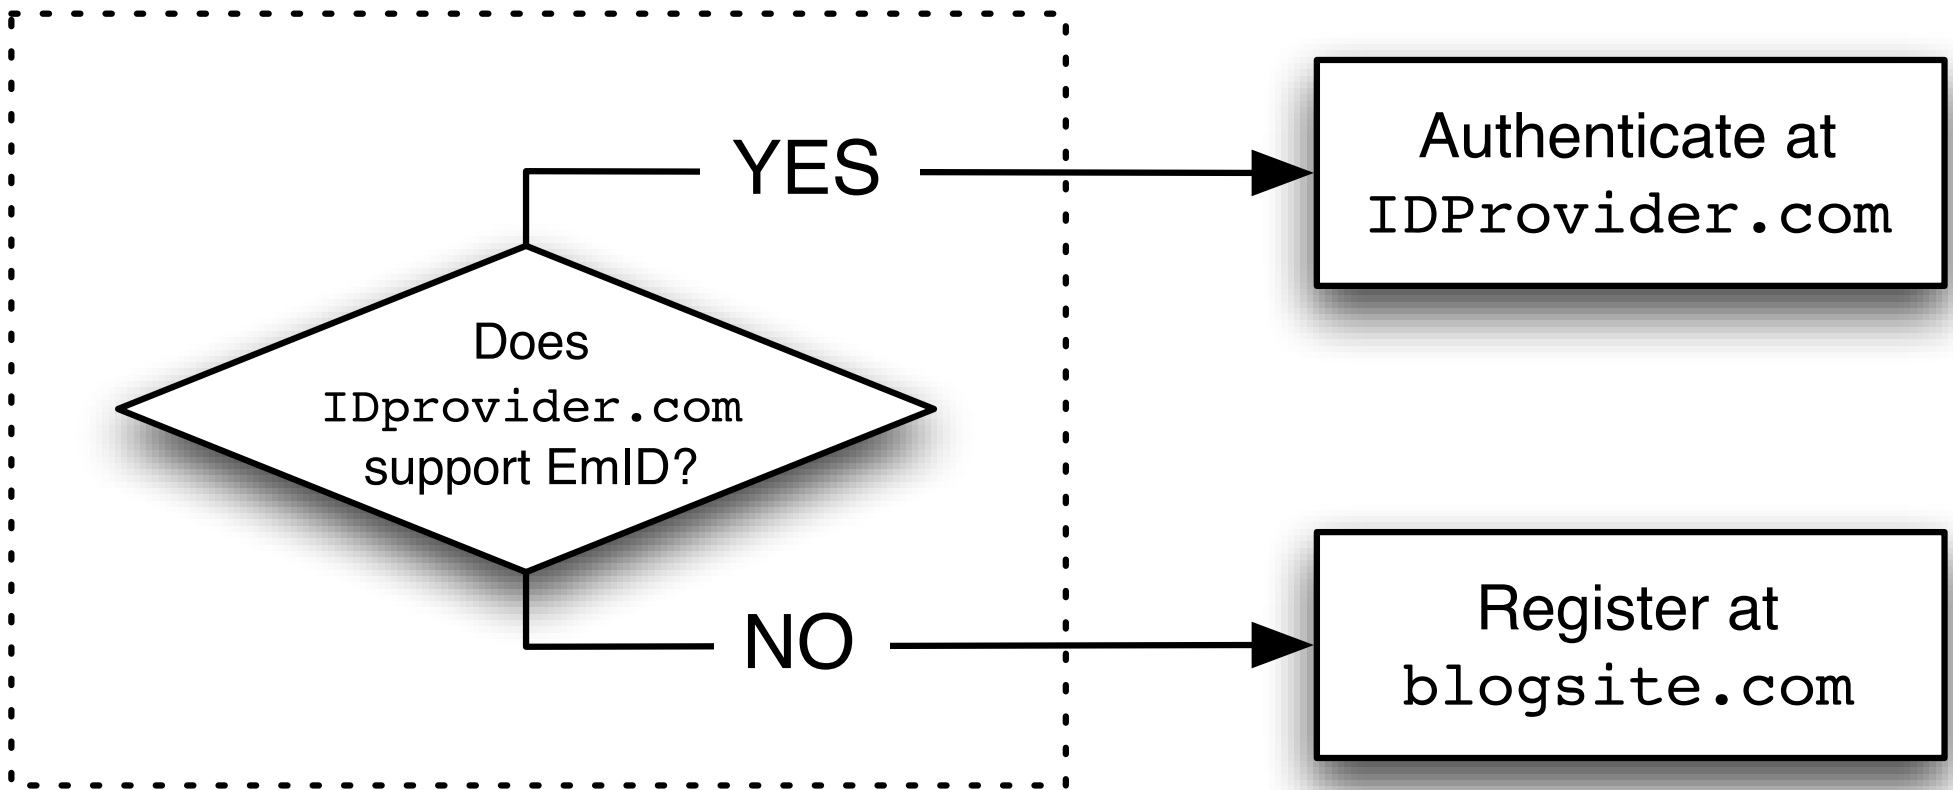 YES
Authenticate at
IDProvider.com
Does
IDprovider.com
support EmID?
NO
Register at
blogsite.com